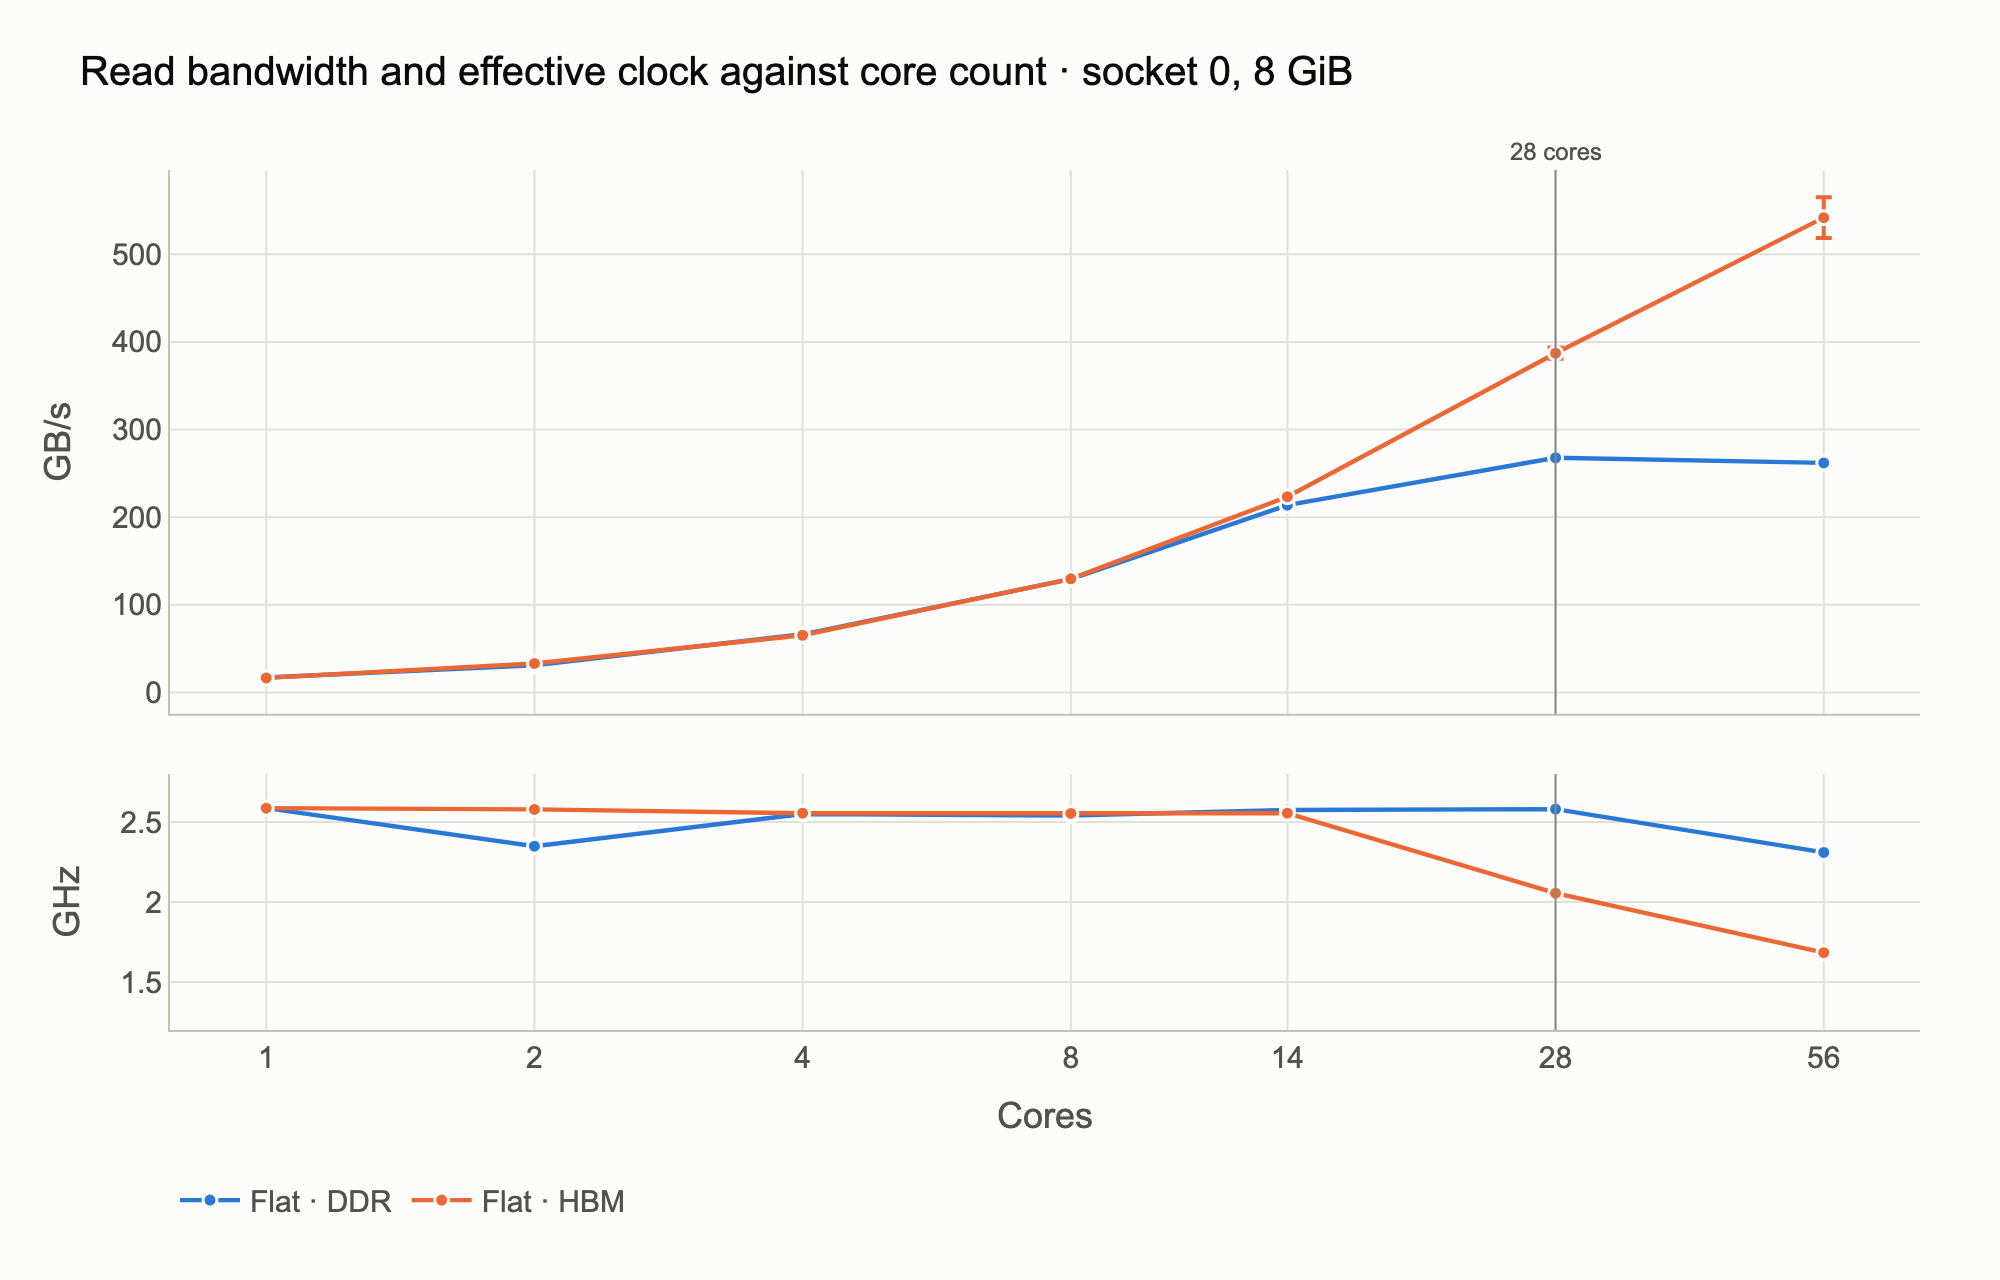 Read bandwidth and effective clock against core count · socket 0, 8 GiB
28 cores
GB/s
500
400
300
200
100
0
GHz
2.5
2
1.5
1 2 4 8 14 28 56
Cores
Flat · DDR Flat · HBM